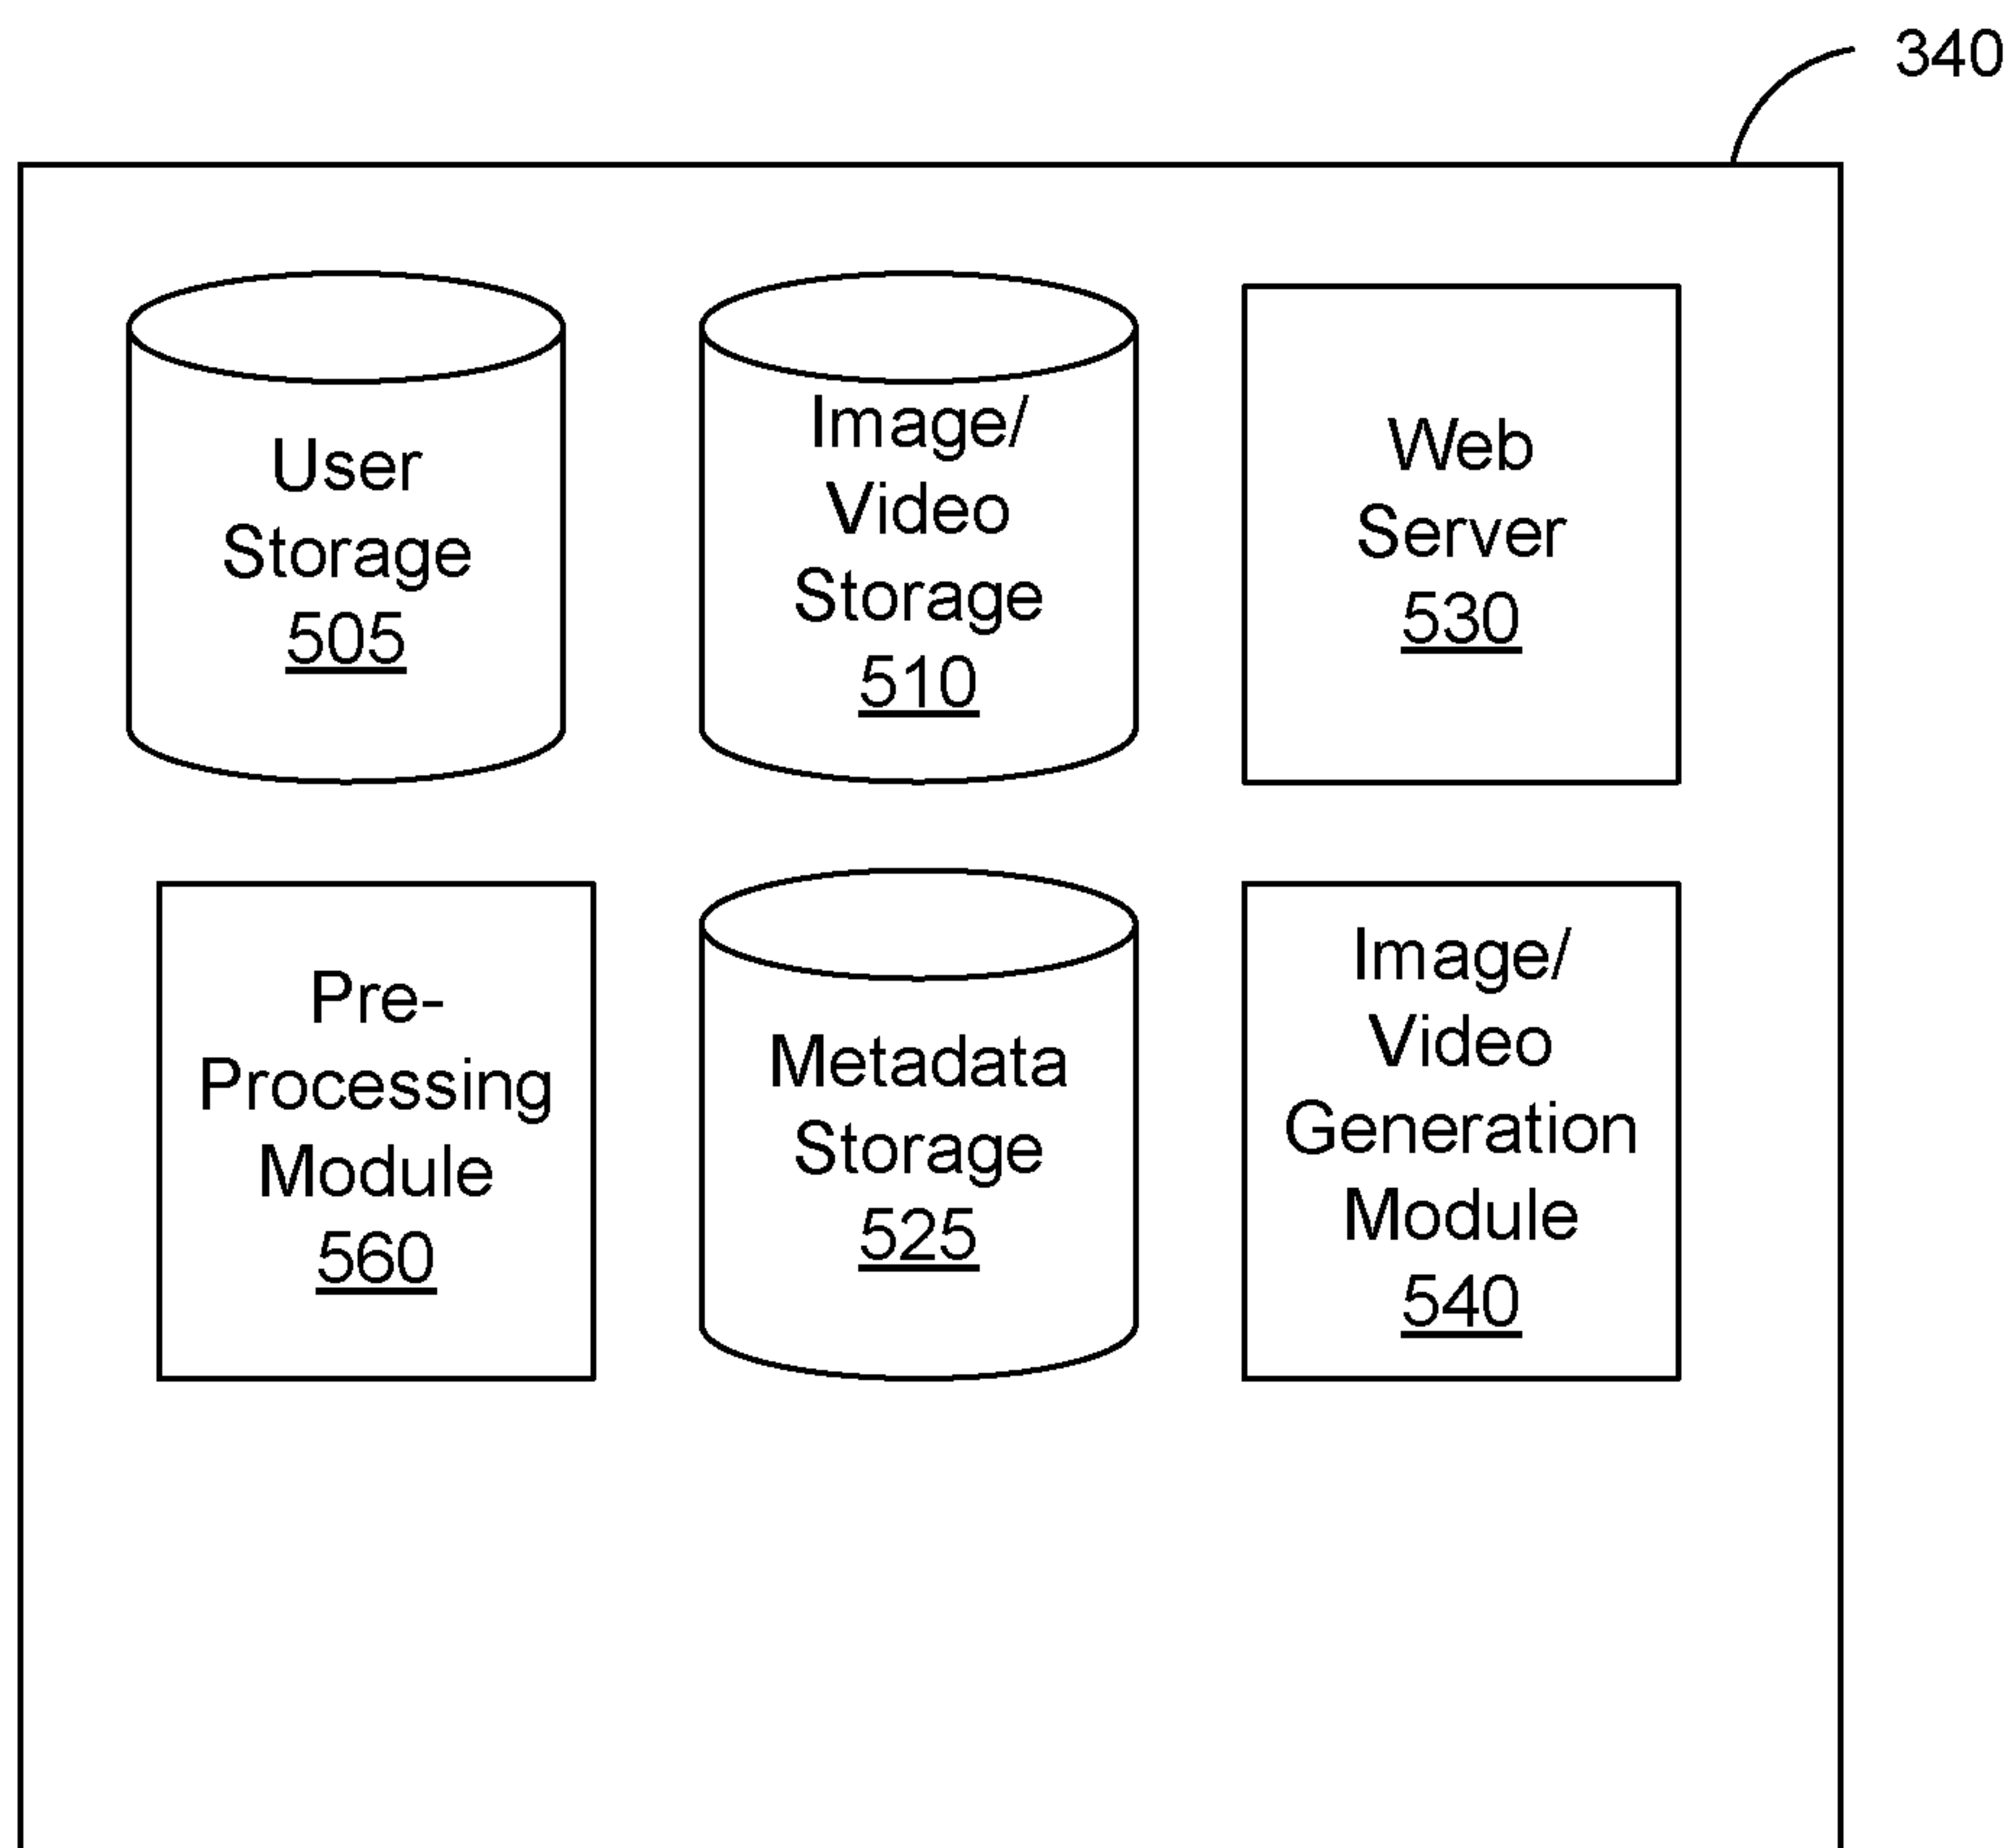 340
User
Storage
505
Image/
Video
Storage
510
Web
Server
530
Pre-
Processing
Module
560
Metadata
Storage
525
Image/
Video
Generation
Module
540